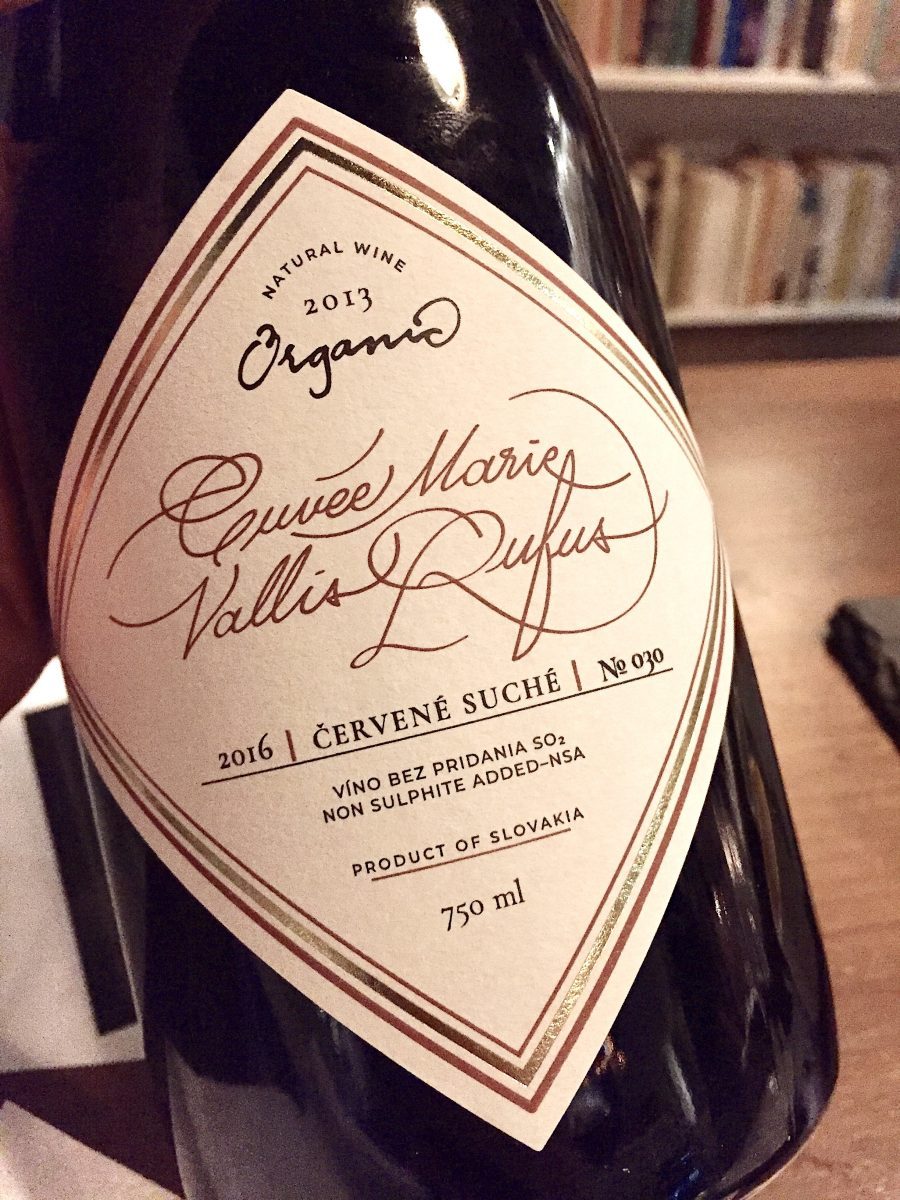 NATURAL WINE
2013
Organic
Cuvée Marie
Vallis Rufus
2016 | ČERVENÉ SUCHÉ | № 030
VÍNO BEZ PRIDANIA SO₂
NON SULPHITE ADDED–NSA
PRODUCT OF SLOVAKIA
750 ml